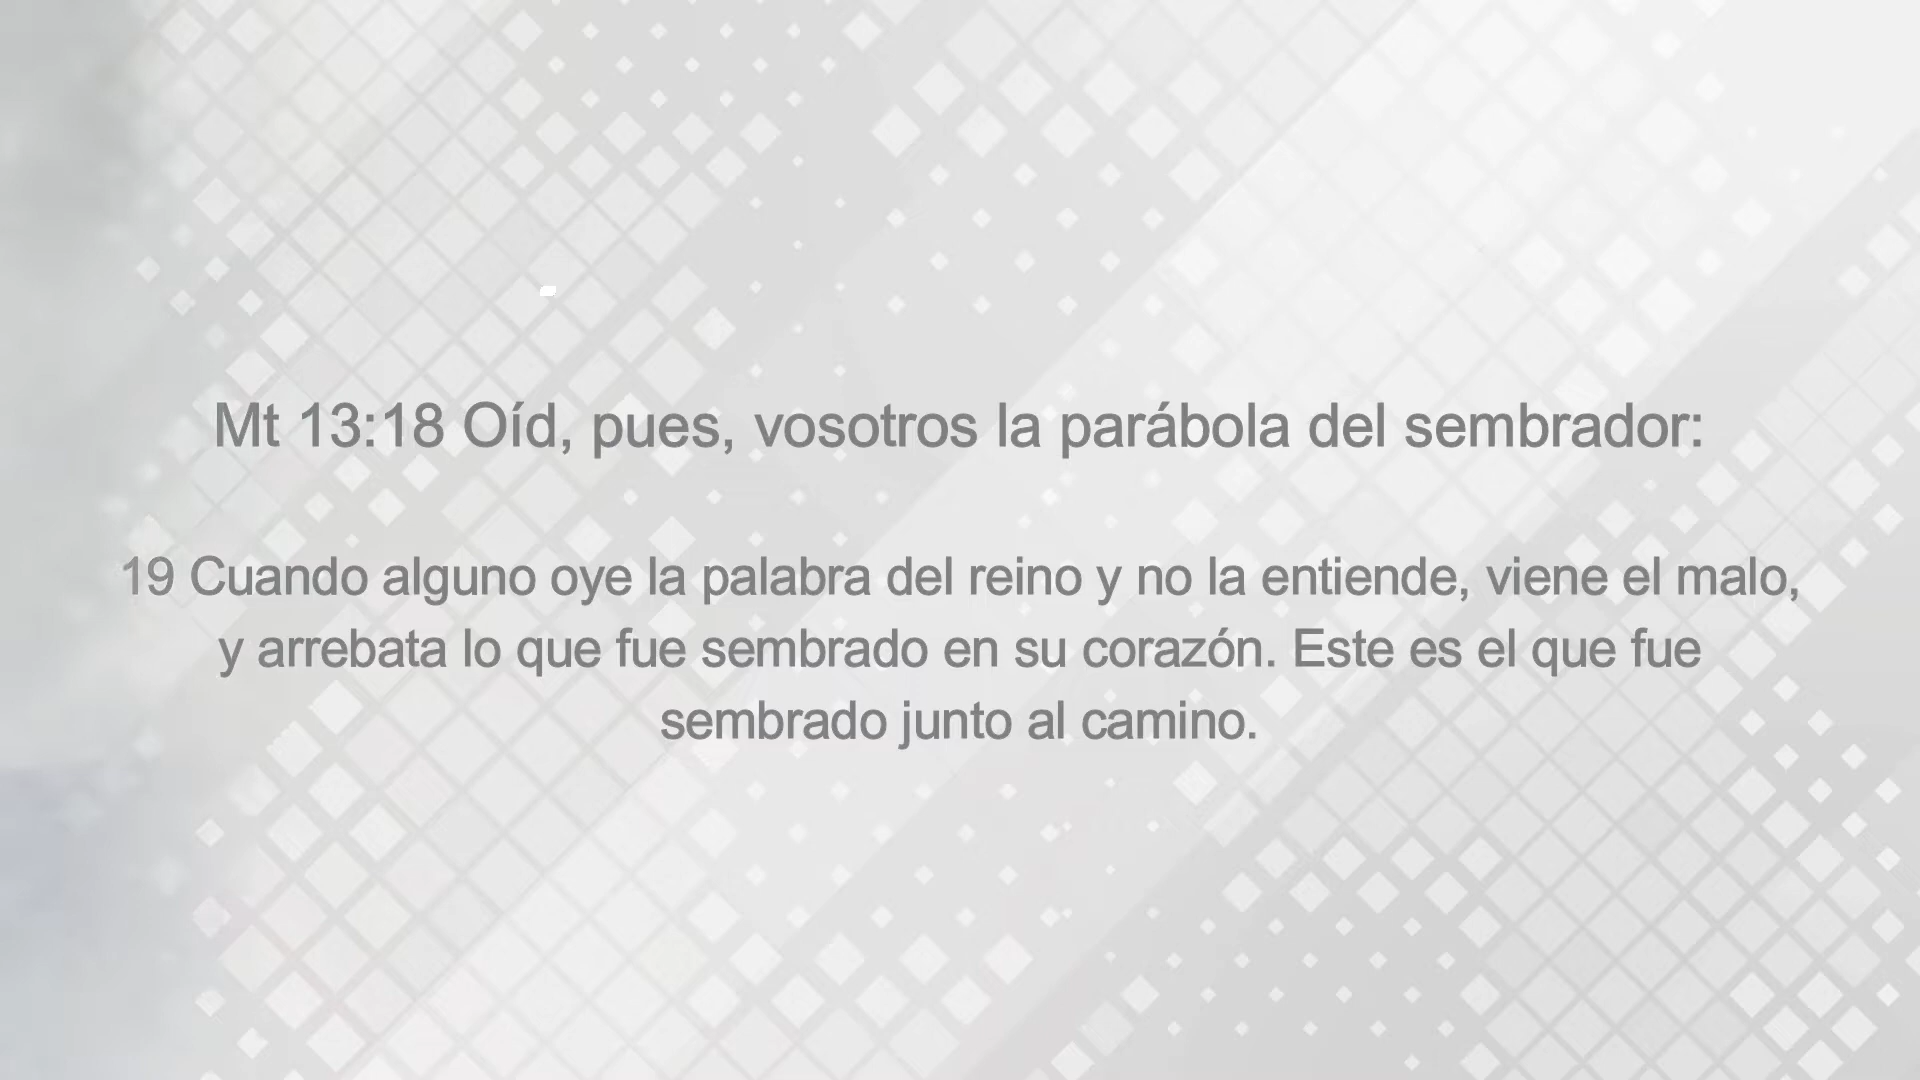 Mt 13:18 Oíd, pues, vosotros la parábola del sembrador:
19 Cuando alguno oye la palabra del reino y no la entiende, viene el malo,
y arrebata lo que fue sembrado en su corazón. Este es el que fue
sembrado junto al camino.